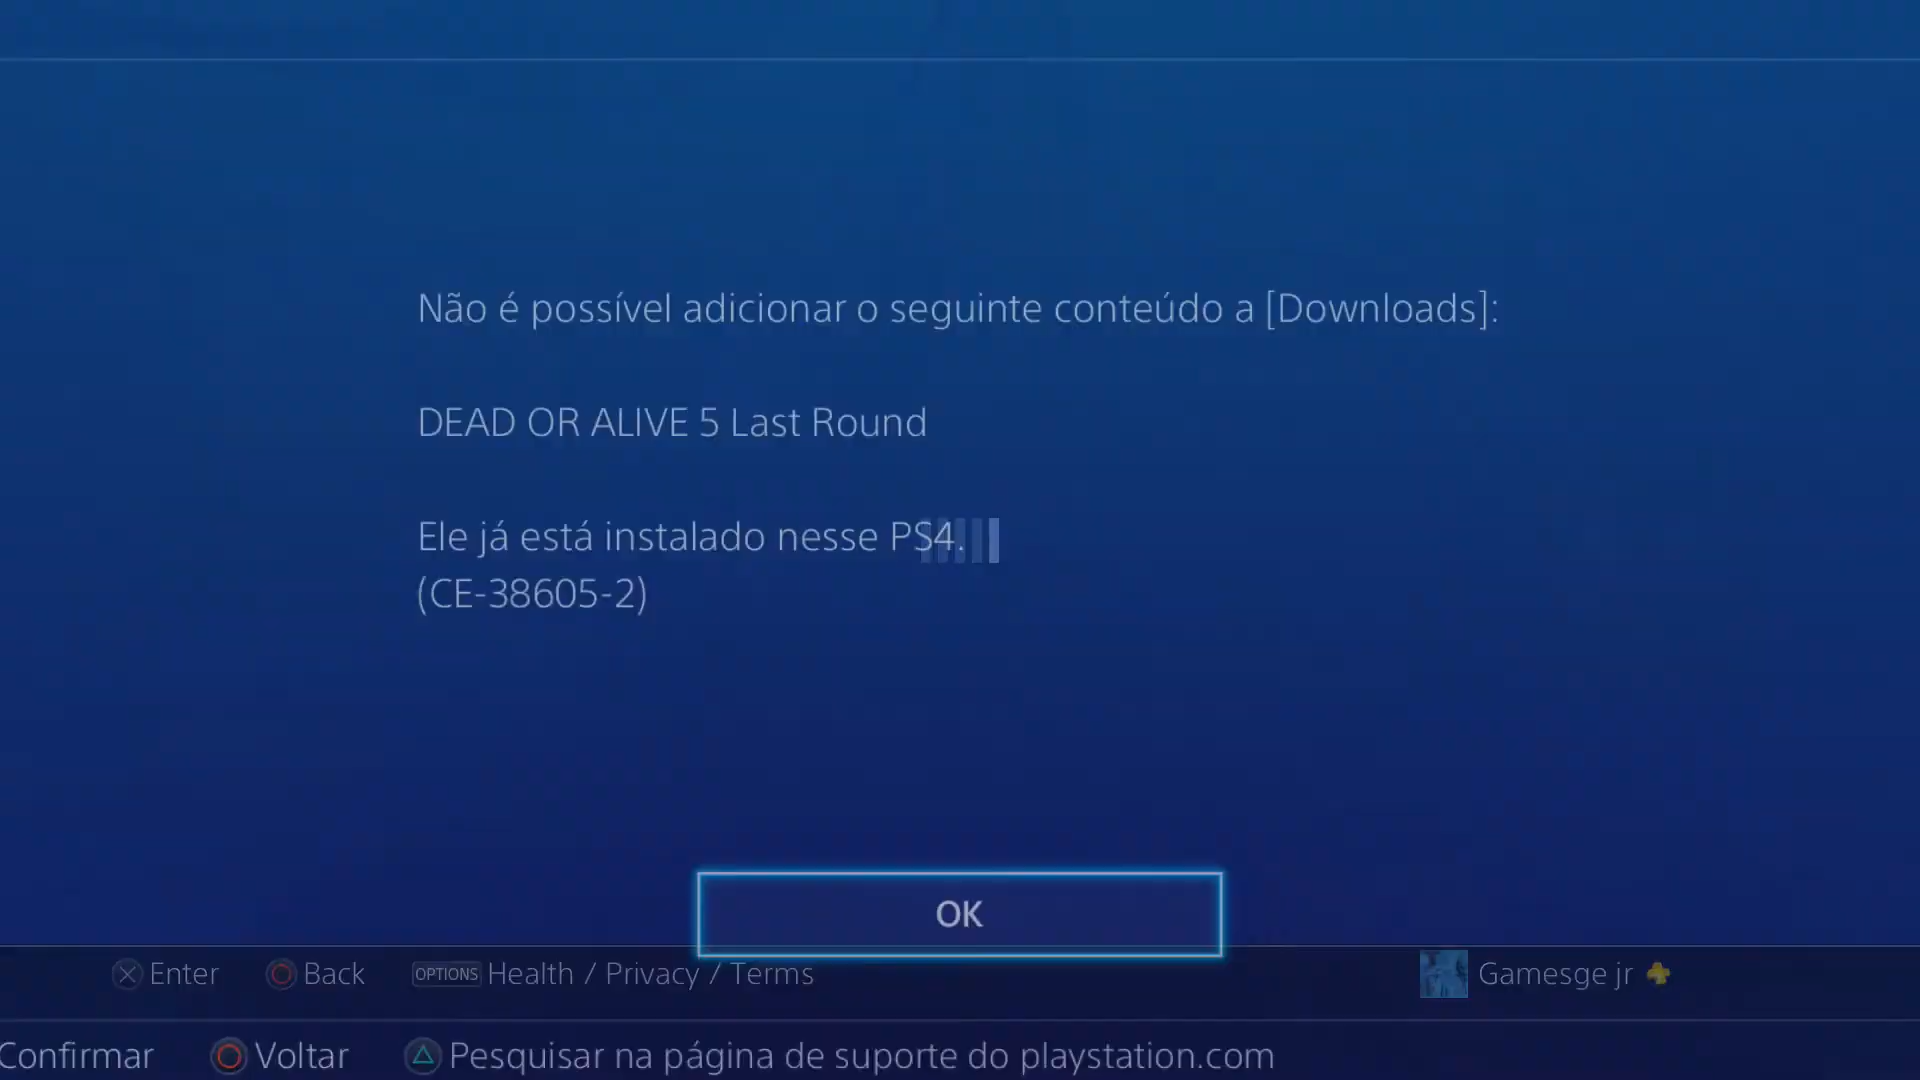 Não é possível adicionar o seguinte conteúdo a [Downloads]:
DEAD OR ALIVE 5 Last Round
Ele já está instalado nesse PS4.
(CE-38605-2)
OK
Enter Back OPTIONS Health / Privacy / Terms Gamesge jr
Confirmar Voltar Pesquisar na página de suporte do playstation.com